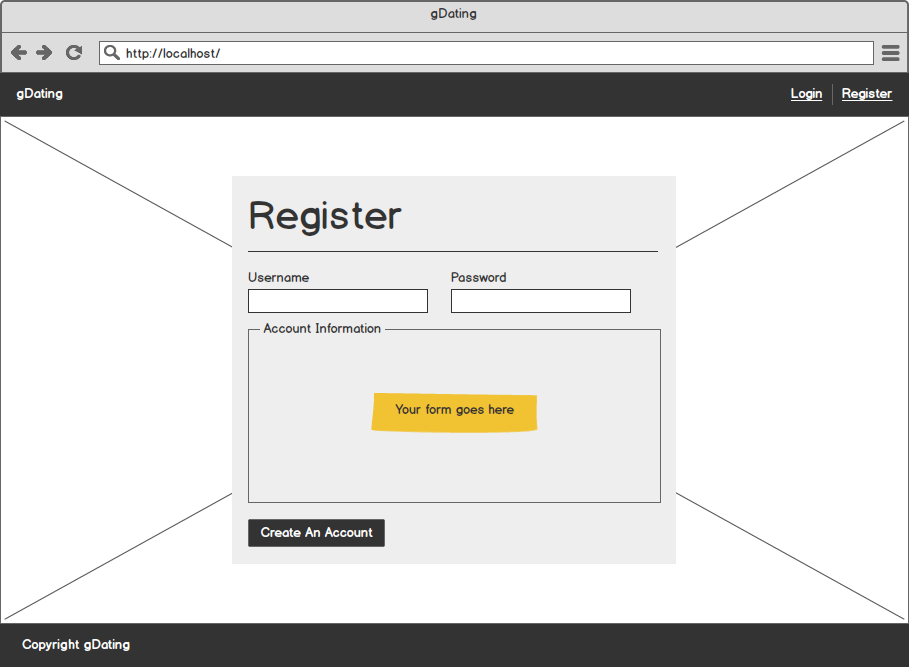 gDating
http://localhost/
gDating
Login Register
Register
Username Password
Account Information
Your form goes here
Create An Account
Copyright gDating